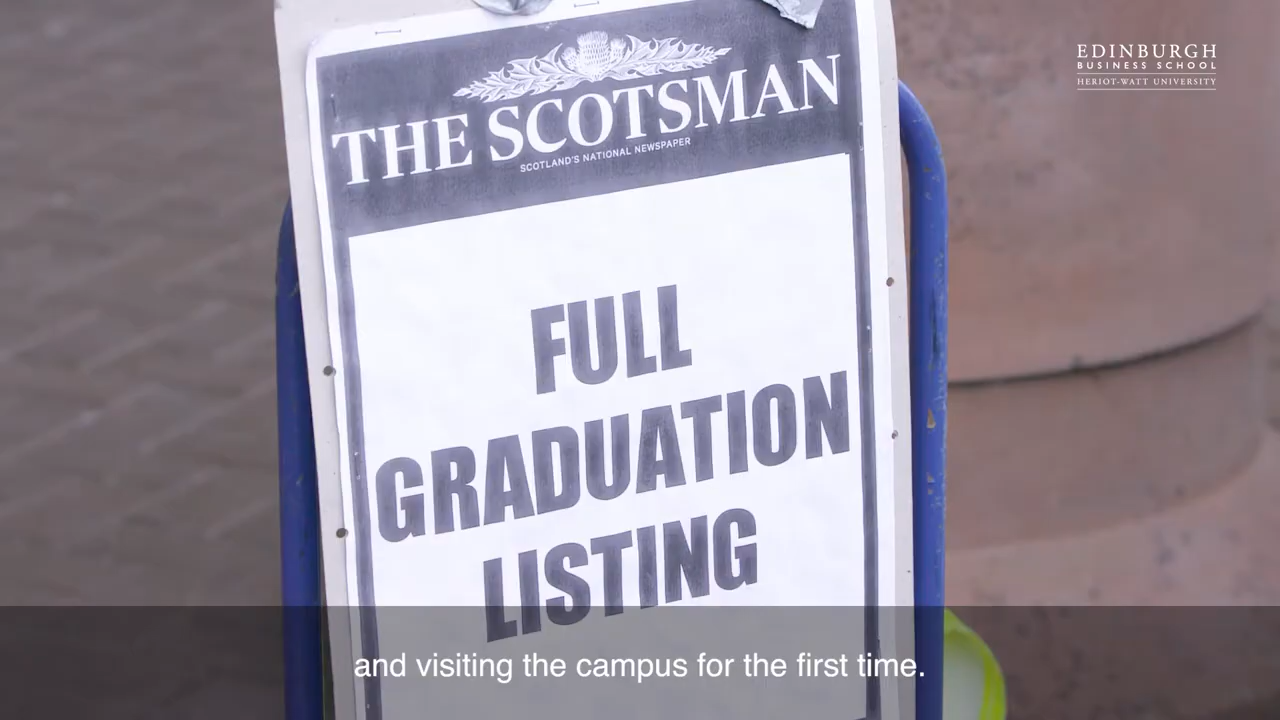 THE SCOTSMAN
SCOTLAND'S NATIONAL NEWSPAPER
FULL
GRADUATION
LISTING
EDINBURGH
BUSINESS SCHOOL
HERIOT-WATT UNIVERSITY
and visiting the campus for the first time.